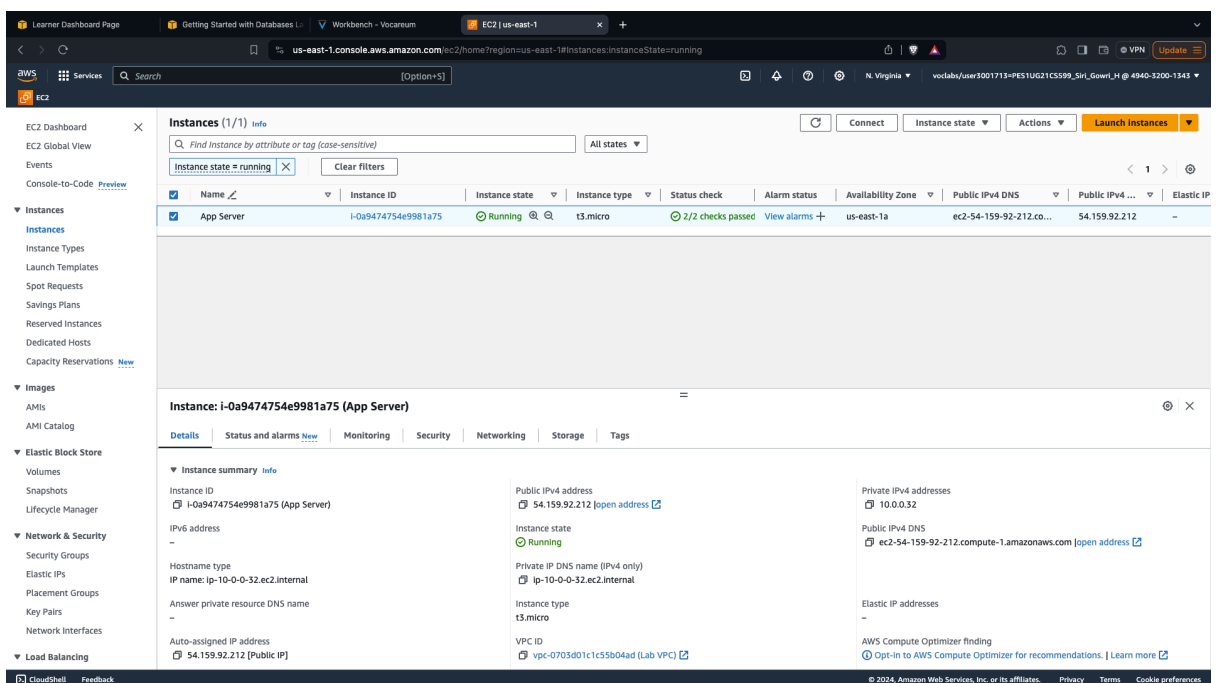 Learner Dashboard Page
Getting Started with Databases La
Workbench - Vocareum
EC2 | us-east-1
us-east-1.console.aws.amazon.com/ec2/home?region=us-east-1#Instances:instanceState=running
VPN
Update
aws
Services
Search
[Option+S]
N. Virginia
voclabs/user3001713=PES1UG21CS599_Siri_Gowri_H @ 4940-3200-1343
EC2
EC2 Dashboard
EC2 Global View
Events
Console-to-Code Preview
Instances
Instances
Instance Types
Launch Templates
Spot Requests
Savings Plans
Reserved Instances
Dedicated Hosts
Capacity Reservations New
Images
AMIs
AMI Catalog
Elastic Block Store
Volumes
Snapshots
Lifecycle Manager
Network & Security
Security Groups
Elastic IPs
Placement Groups
Key Pairs
Network Interfaces
Load Balancing
Instances (1/1) Info
Connect
Instance state
Actions
Launch instances
Find Instance by attribute or tag (case-sensitive)
All states
Instance state = running
Clear filters
1
Name
Instance ID
Instance state
Instance type
Status check
Alarm status
Availability Zone
Public IPv4 DNS
Public IPv4 ...
Elastic IP
App Server
i-0a9474754e9981a75
Running
t3.micro
2/2 checks passed
View alarms +
us-east-1a
ec2-54-159-92-212.co...
54.159.92.212
–
Instance: i-0a9474754e9981a75 (App Server)
Details
Status and alarms New
Monitoring
Security
Networking
Storage
Tags
Instance summary Info
Instance ID
i-0a9474754e9981a75 (App Server)
Public IPv4 address
54.159.92.212 |open address
Private IPv4 addresses
10.0.0.32
IPv6 address
–
Instance state
Running
Public IPv4 DNS
ec2-54-159-92-212.compute-1.amazonaws.com |open address
Hostname type
IP name: ip-10-0-0-32.ec2.internal
Private IP DNS name (IPv4 only)
ip-10-0-0-32.ec2.internal
Answer private resource DNS name
–
Instance type
t3.micro
Elastic IP addresses
–
Auto-assigned IP address
54.159.92.212 [Public IP]
VPC ID
vpc-0703d01c1c55b04ad (Lab VPC)
AWS Compute Optimizer finding
Opt-in to AWS Compute Optimizer for recommendations. | Learn more
CloudShell
Feedback
© 2024, Amazon Web Services, Inc. or its affiliates.
Privacy
Terms
Cookie preferences